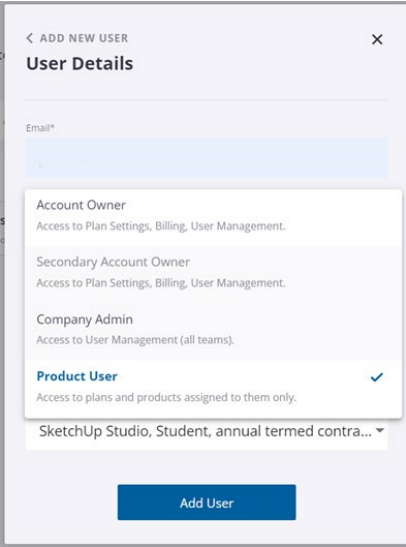 ADD NEW USER
User Details
Email*
Account Owner
Access to Plan Settings, Billing, User Management.
Secondary Account Owner
Access to Plan Settings, Billing, User Management.
Company Admin
Access to User Management (all teams).
Product User
Access to plans and products assigned to them only.
SketchUp Studio, Student, annual termed contra...
Add User